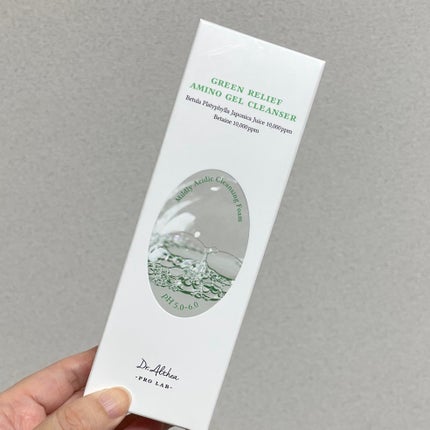 GREEN RELIEF
AMINO GEL CLEANSER
Betula Platyphylla Japonica Juice 10,000ppm
Betaine 10,000ppm
Mildly Acidic Cleansing Foam
pH 5.0-6.0
Dr.Althea
-PRO LAB-